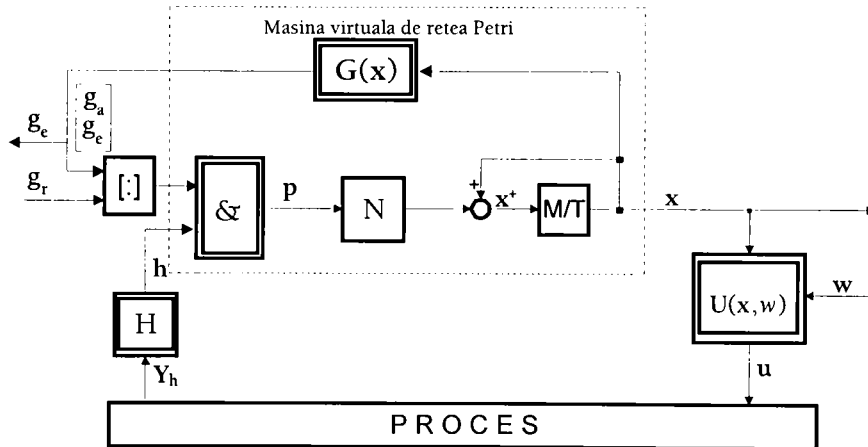 Masina virtuala de retea Petri
G(x)
g_a
g_e
g_e
g_r
[:]
&
p
N
+
x⁺
M/T
x
h
H
Y_h
U(x,w)
w
u
PROCES